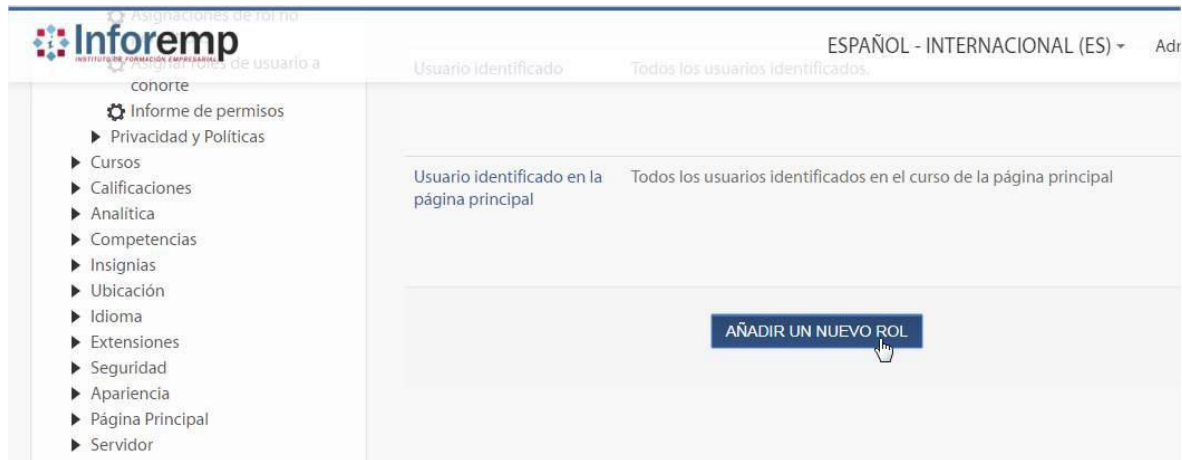 Asignaciones de rol no
Inforemp
INSTITUTO DE FORMACIÓN EMPRESARIAL
ESPAÑOL - INTERNACIONAL (ES)
Adr
Asignar roles de usuario a
cohorte
Usuario identificado
Todos los usuarios identificados.
Informe de permisos
Privacidad y Políticas
Cursos
Calificaciones
Analítica
Competencias
Insignias
Ubicación
Idioma
Extensiones
Seguridad
Apariencia
Página Principal
Servidor
Usuario identificado en la
página principal
Todos los usuarios identificados en el curso de la página principal
AÑADIR UN NUEVO ROL